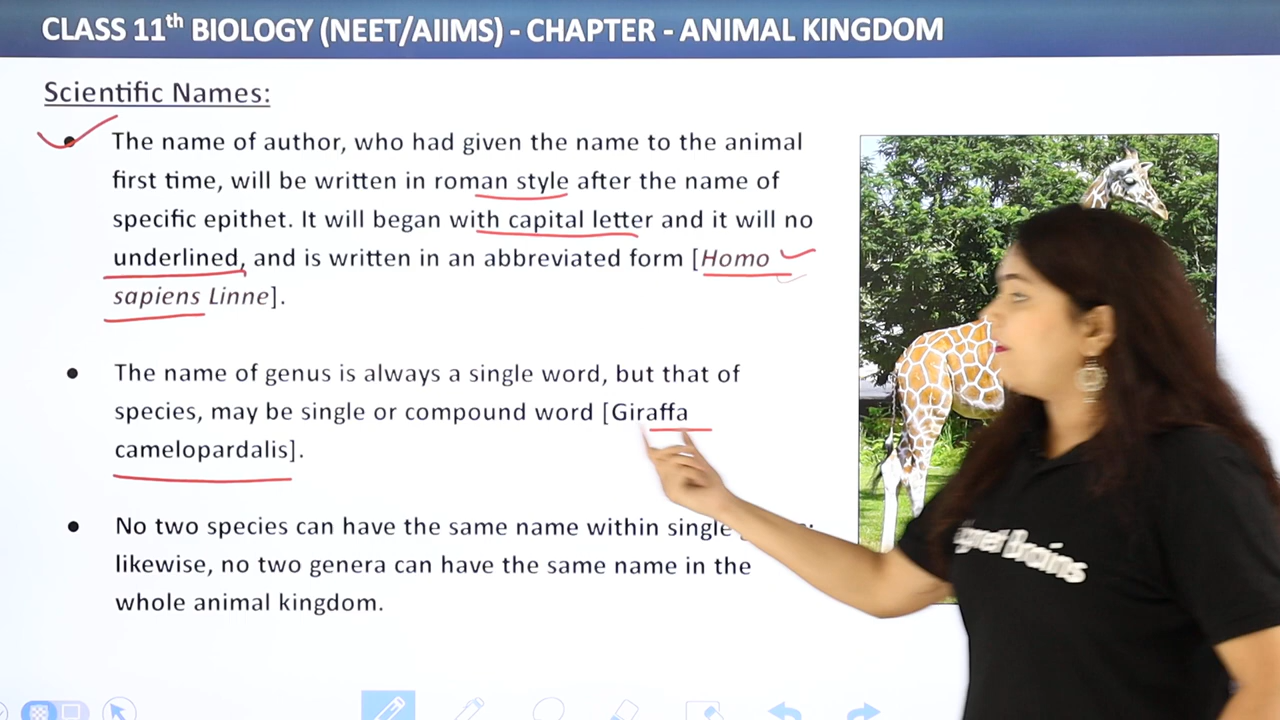 CLASS 11th BIOLOGY (NEET/AIIMS) - CHAPTER - ANIMAL KINGDOM
Scientific Names:
● The name of author, who had given the name to the animal
first time, will be written in roman style after the name of
specific epithet. It will began with capital letter and it will no
underlined, and is written in an abbreviated form [Homo
sapiens Linne].
● The name of genus is always a single word, but that of
species, may be single or compound word [Giraffa
camelopardalis].
● No two species can have the same name within single
likewise, no two genera can have the same name in the
whole animal kingdom.
Brains